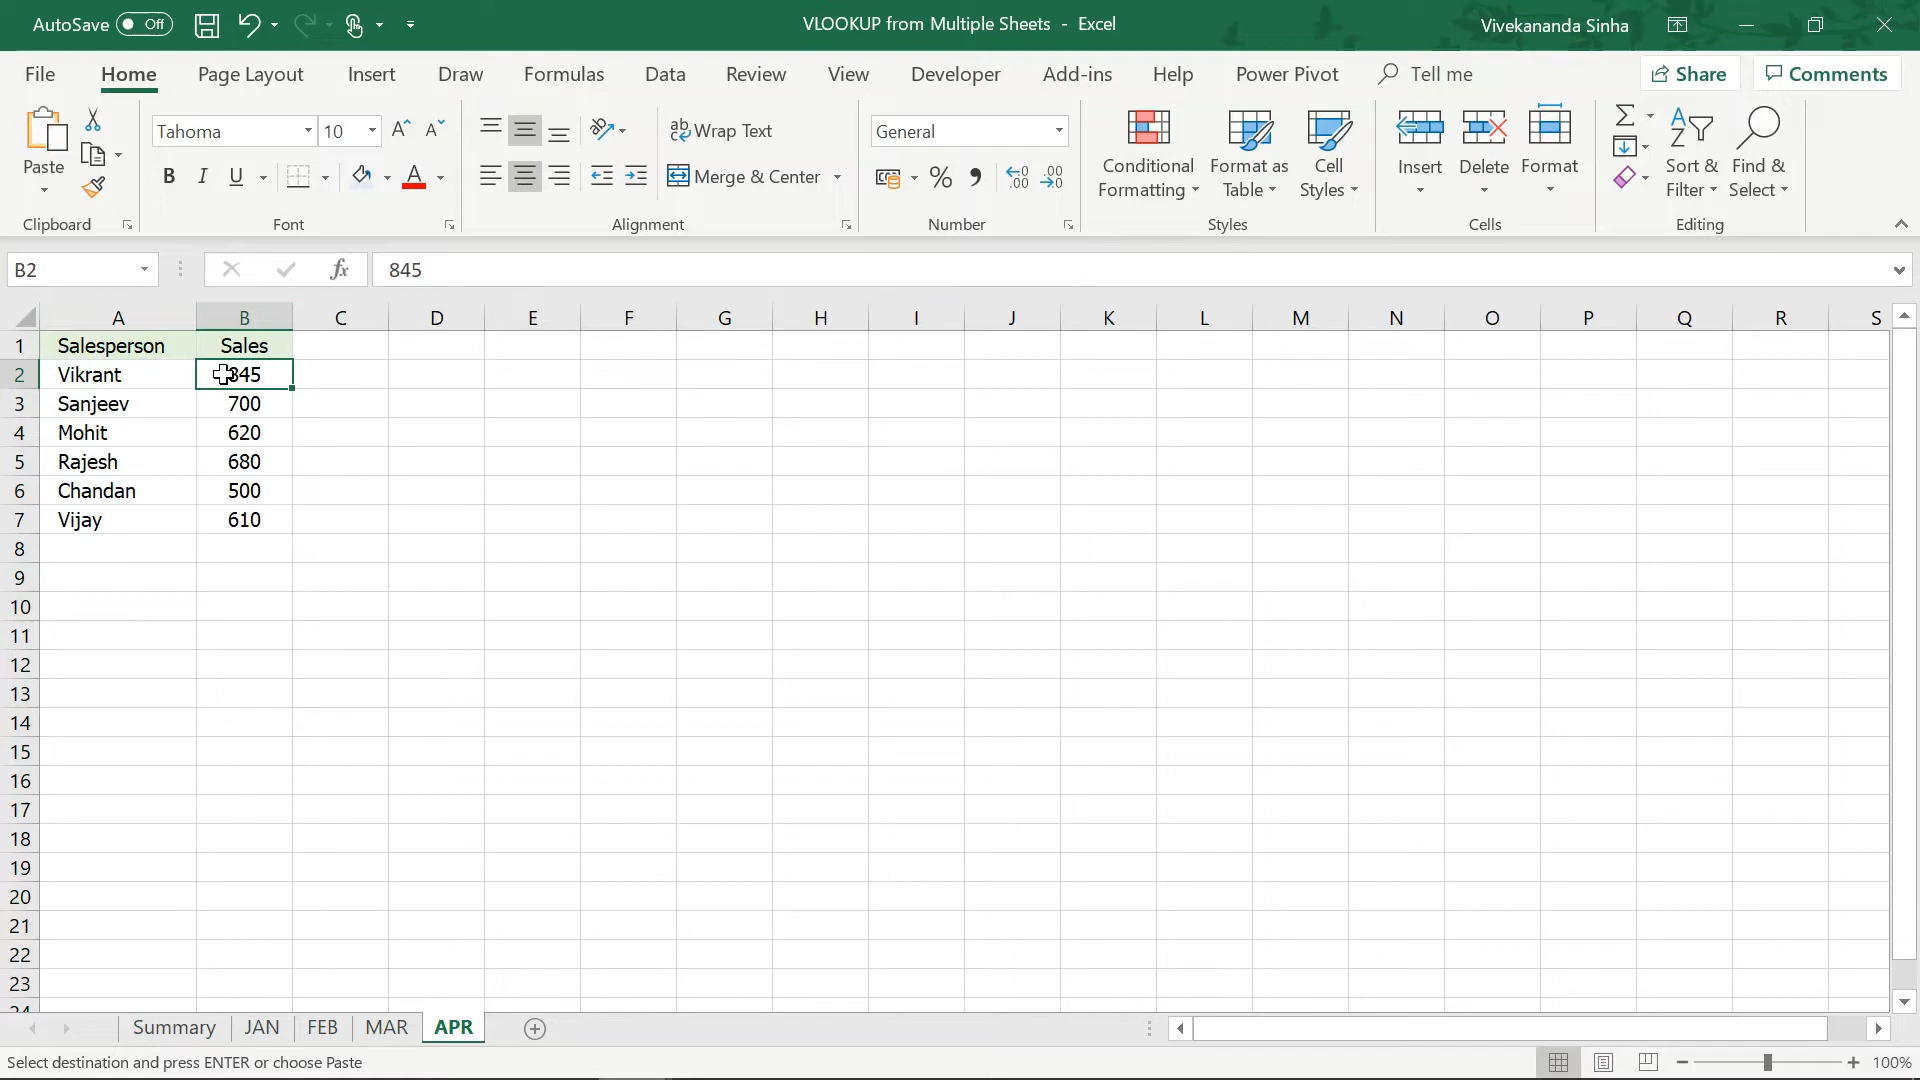 AutoSave Off
VLOOKUP from Multiple Sheets - Excel
Vivekananda Sinha
File Home Page Layout Insert Draw Formulas Data Review View Developer Add-ins Help Power Pivot Tell me
Share Comments
Paste
Clipboard
Tahoma 10
B I U A
Font
ab Wrap Text
Merge & Center
Alignment
General
% ,
Number
Conditional Formatting
Format as Table
Cell Styles
Styles
Insert Delete Format
Cells
Sort & Filter
Find & Select
Editing
B2 fx 845
A B C D E F G H I J K L M N O P Q R S
1 Salesperson Sales
2 Vikrant 845
3 Sanjeev 700
4 Mohit 620
5 Rajesh 680
6 Chandan 500
7 Vijay 610
8
9
10
11
12
13
14
15
16
17
18
19
20
21
22
23
24
Summary JAN FEB MAR APR
Select destination and press ENTER or choose Paste
100%